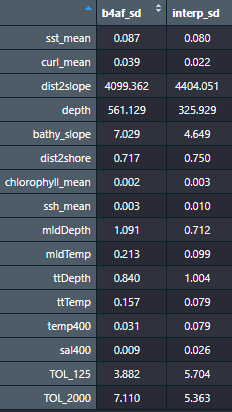 b4af_sd interp_sd
sst_mean 0.087 0.080
curl_mean 0.039 0.022
dist2slope 4099.362 4404.051
depth 561.129 325.929
bathy_slope 7.029 4.649
dist2shore 0.717 0.750
chlorophyll_mean 0.002 0.003
ssh_mean 0.003 0.010
mldDepth 1.091 0.712
mldTemp 0.213 0.099
ttDepth 0.840 1.004
ttTemp 0.157 0.079
temp400 0.031 0.079
sal400 0.009 0.026
TOL_125 3.882 5.704
TOL_2000 7.110 5.363